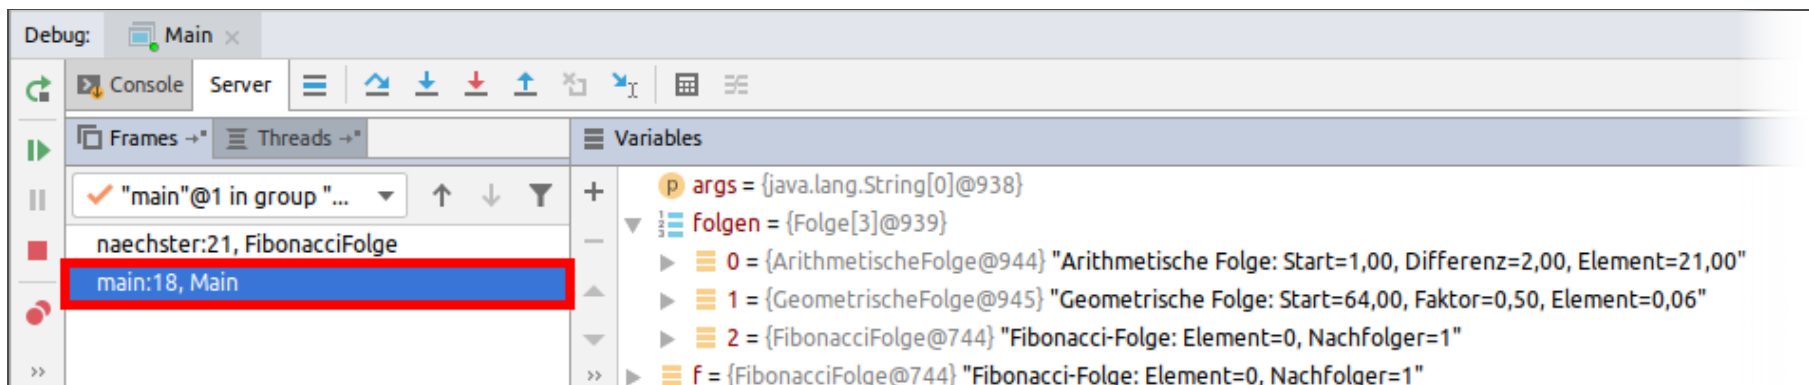 Debug: Main
Console Server
Frames Threads
Variables
"main"@1 in group "...
naechster:21, FibonacciFolge
main:18, Main
args = {java.lang.String[0]@938}
folgen = {Folge[3]@939}
0 = {ArithmetischeFolge@944} "Arithmetische Folge: Start=1,00, Differenz=2,00, Element=21,00"
1 = {GeometrischeFolge@945} "Geometrische Folge: Start=64,00, Faktor=0,50, Element=0,06"
2 = {FibonacciFolge@744} "Fibonacci-Folge: Element=0, Nachfolger=1"
f = {FibonacciFolge@744} "Fibonacci-Folge: Element=0, Nachfolger=1"